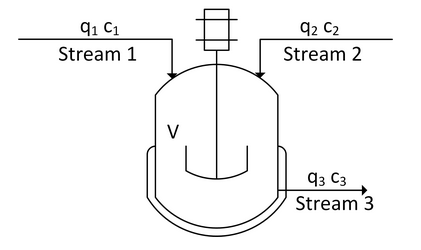 q₁ c₁
Stream 1
q₂ c₂
Stream 2
V
q₃ c₃
Stream 3